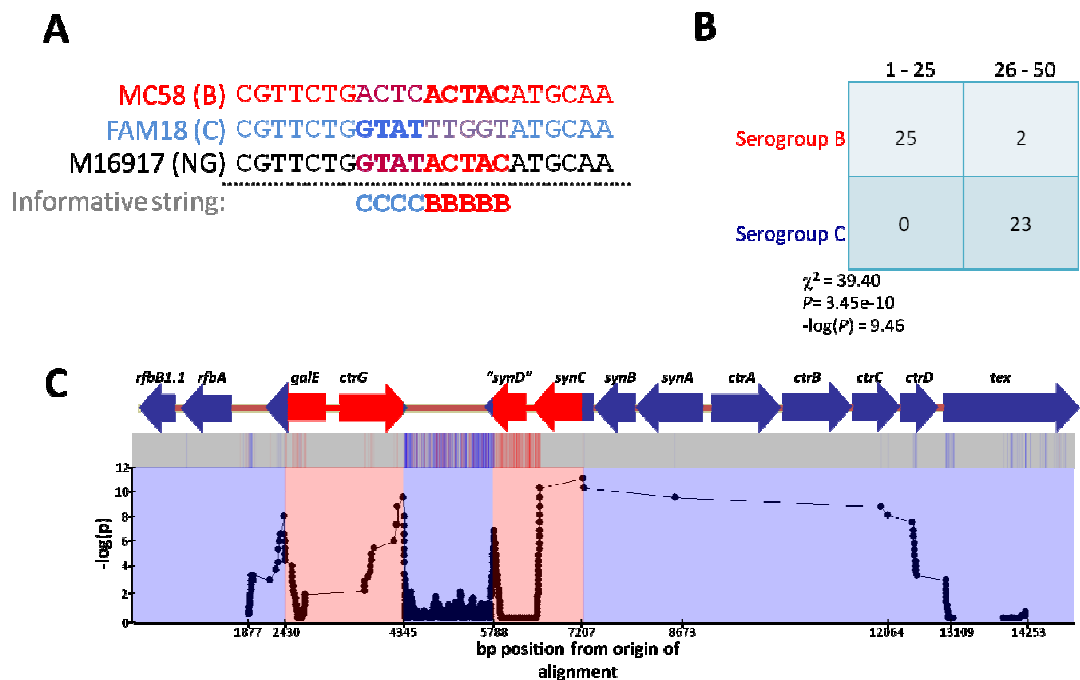 A
MC58 (B) CGTTCTGACTCACTACATGCAA
FAM18 (C) CGTTCTGGTATTTGGTATGCAA
M16917 (NG) CGTTCTGGTATACTACATGCAA
Informative string: CCCCBBBBB
B
1 - 25 26 - 50
Serogroup B 25 2
Serogroup C 0 23
χ² = 39.40
P= 3.45e-10
-log(P) = 9.46
C
rfbB1.1 rfbA galE ctrG "synD" synC synB synA ctrA ctrB ctrC ctrD tex
12
10
8
6
4
2
0
-log(p)
1877 2430 4345 5788 7207 8673 12064 13109 14253
bp position from origin of
alignment